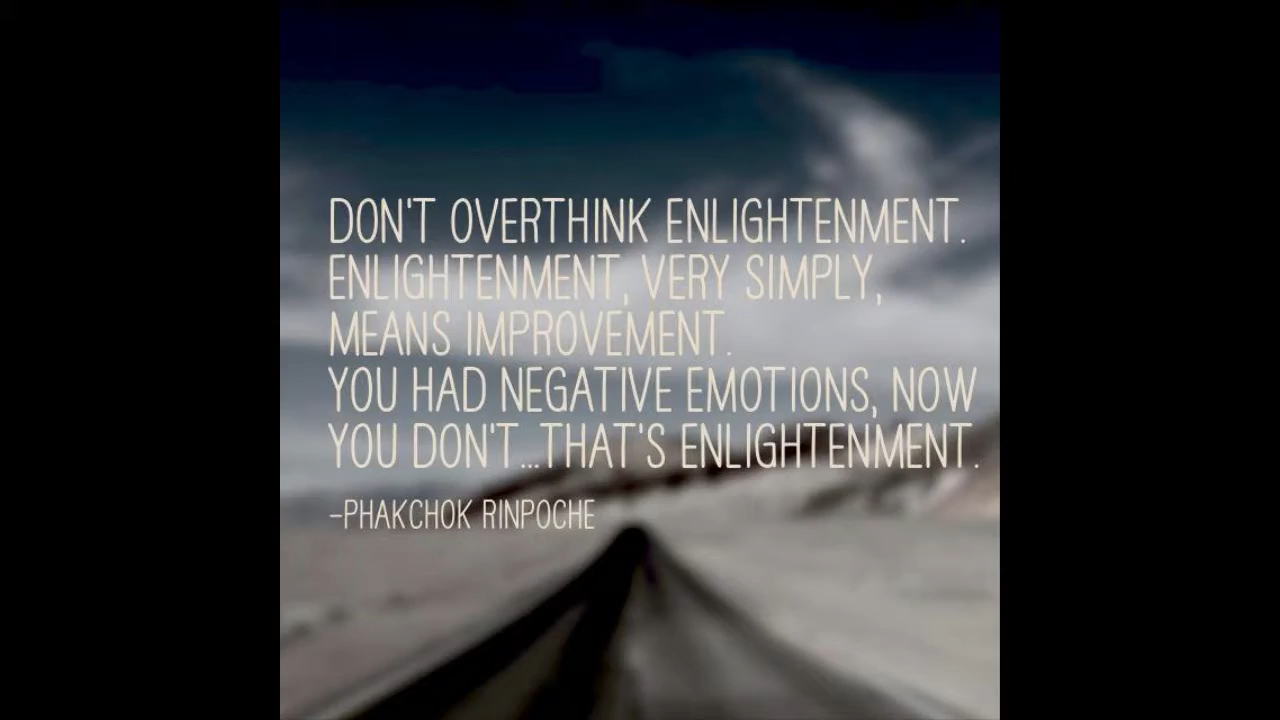 DON'T OVERTHINK ENLIGHTENMENT.
ENLIGHTENMENT, VERY SIMPLY,
MEANS IMPROVEMENT.
YOU HAD NEGATIVE EMOTIONS, NOW
YOU DON'T...THAT'S ENLIGHTENMENT.
-PHAKCHOK RINPOCHE